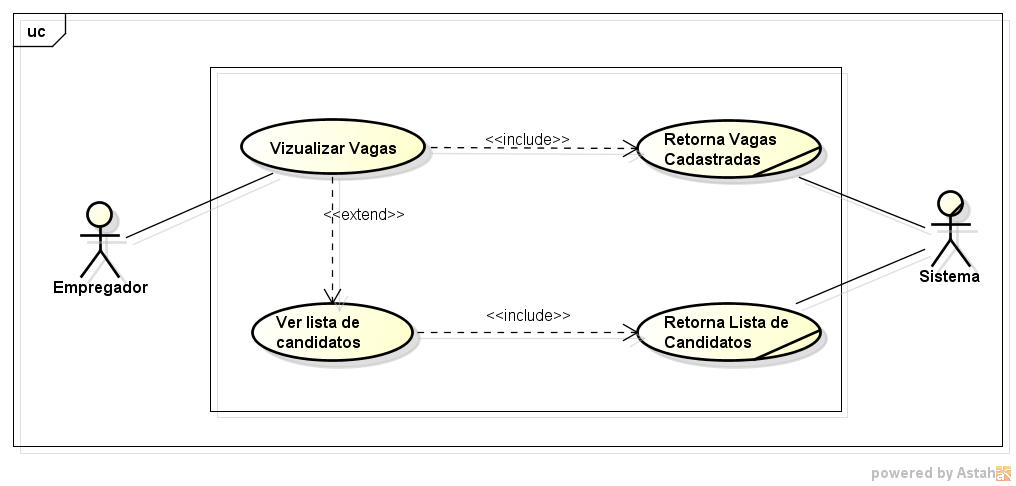 uc
Vizualizar Vagas
<<include>>
Retorna Vagas
Cadastradas
<<extend>>
Empregador
Sistema
Ver lista de
candidatos
<<include>>
Retorna Lista de
Candidatos
powered by Astah